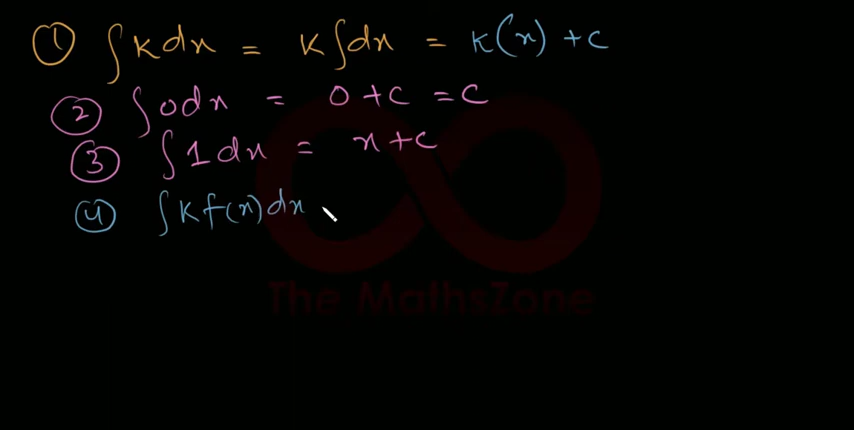 ① ∫ k dx = k ∫ dx = k(x) + c
② ∫ 0 dx = 0 + c = c
③ ∫ 1 dx = x + c
④ ∫ k f(x) dx
The MathsZone